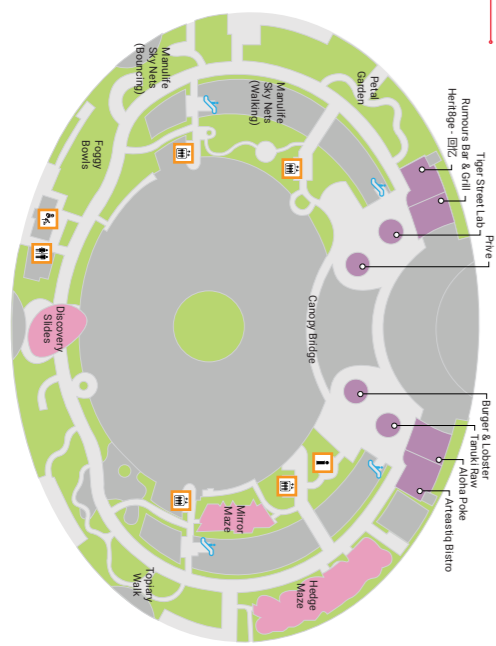 Prive
Tiger Street Lab
Rumours Bar & Grill
Herit8ge - 回忆
Burger & Lobster
Tanuki Raw
Aloha Poke
Arteastiq Bistro
Petal
Garden
Canopy Bridge
Hedge
Maze
Manulife
Sky Nets
(Walking)
Mirror
Maze
Manulife
Sky Nets
(Bouncing)
Topiary
Walk
Foggy
Bowls
Discovery
Slides